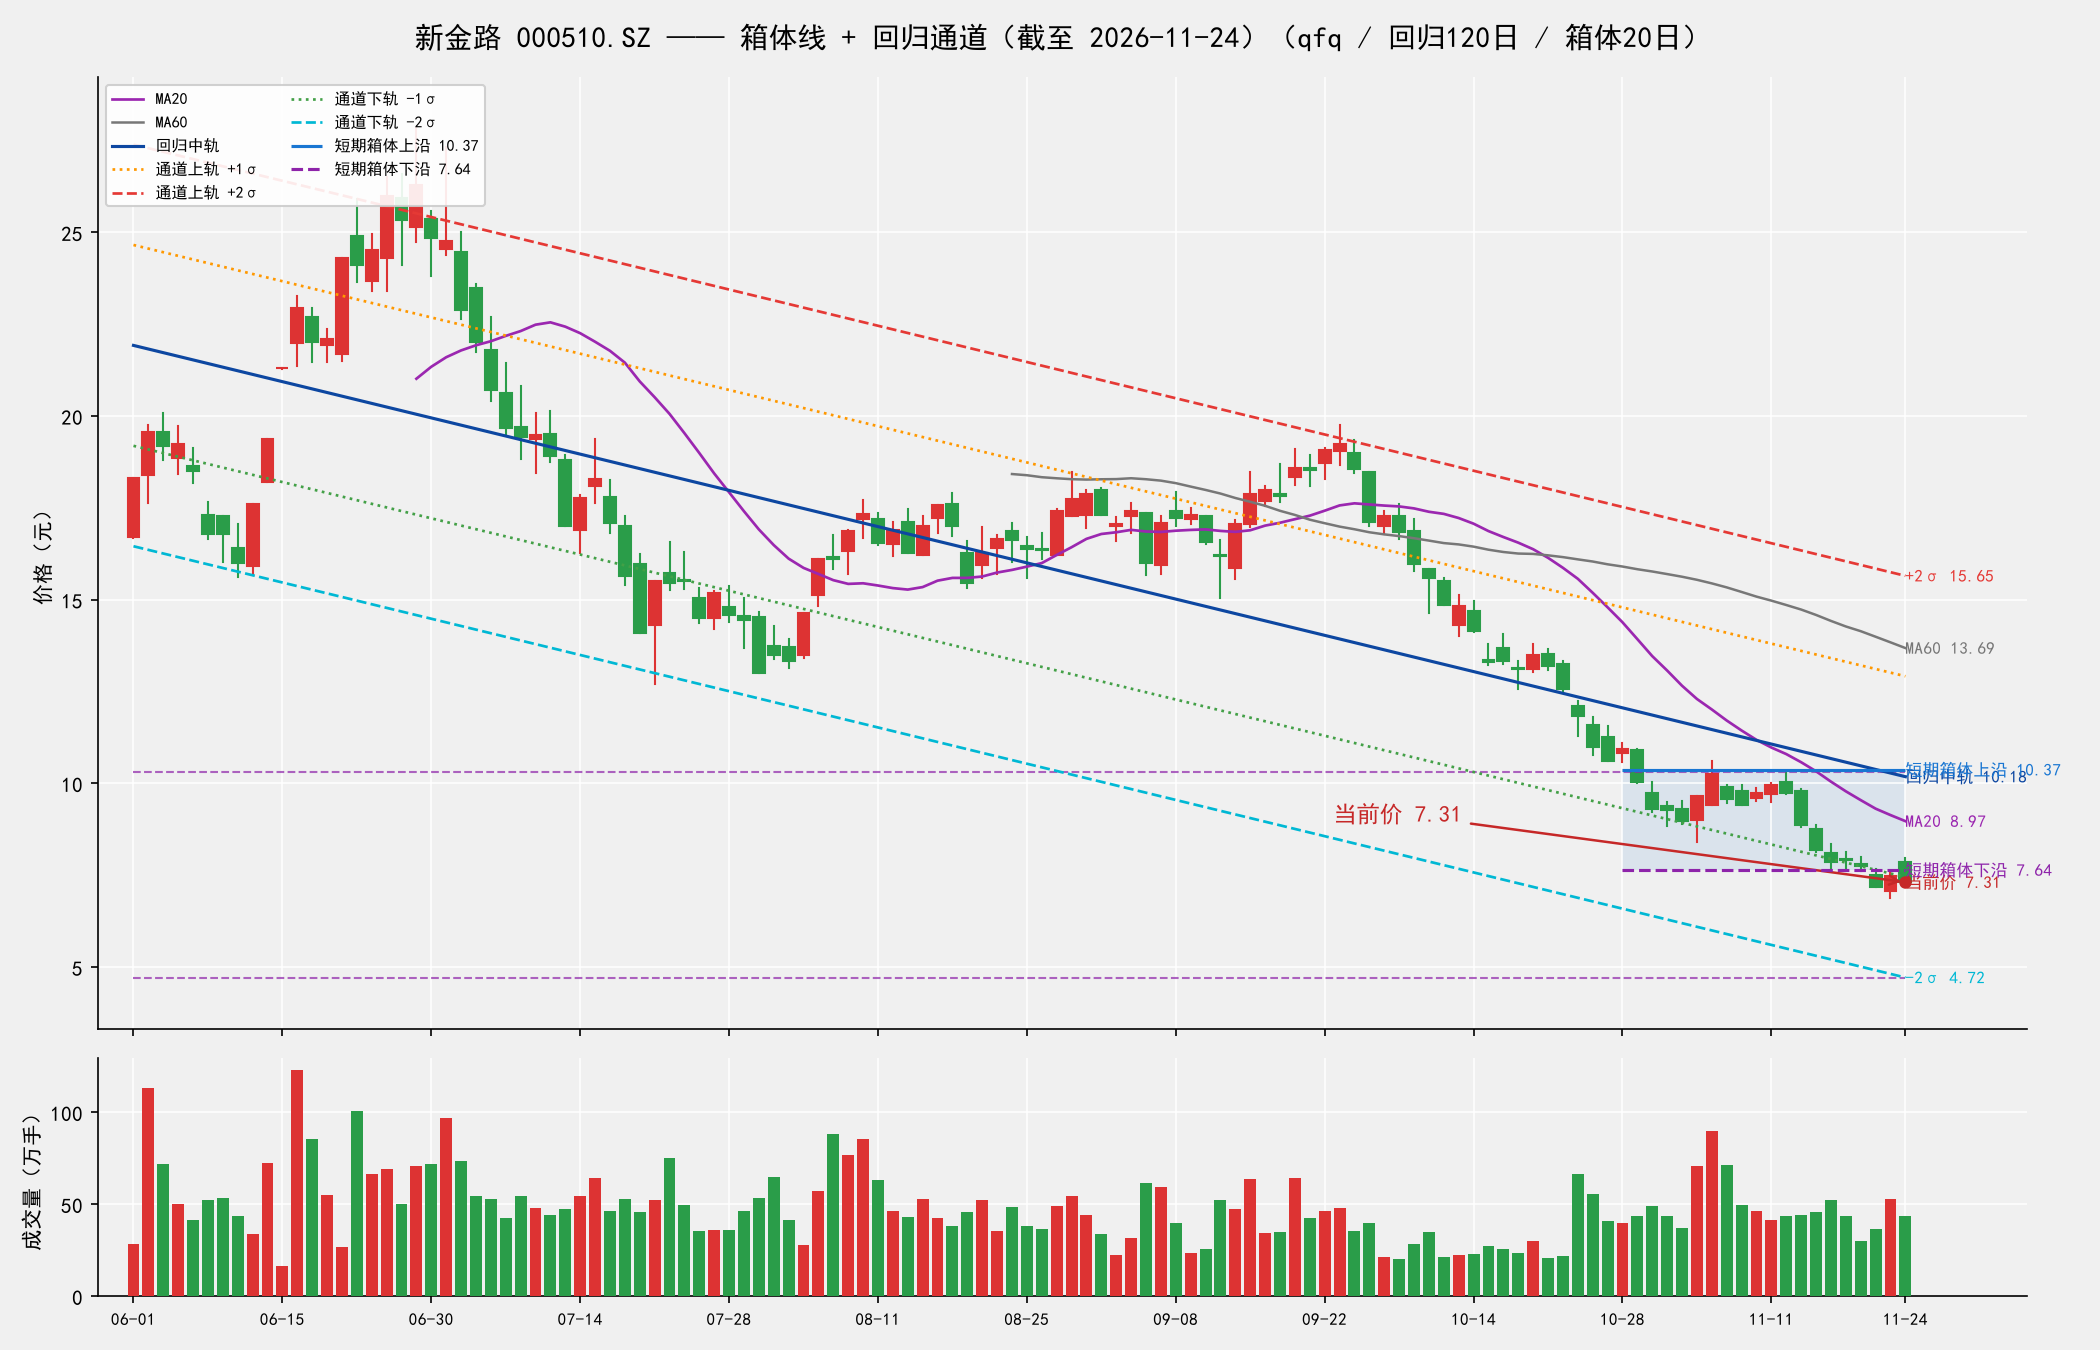 新金路 000510.SZ —— 箱体线 + 回归通道（截至 2026-11-24）（qfq / 回归120日 / 箱体20日）
MA20
MA60
回归中轨
通道上轨 +1σ
通道上轨 +2σ
通道下轨 -1σ
通道下轨 -2σ
短期箱体上沿 10.37
短期箱体下沿 7.64
价格（元）
25
20
15
10
5
+2σ 15.65
MA60 13.69
短期箱体上沿 10.37
回归中轨 10.18
当前价 7.31
MA20 8.97
短期箱体下沿 7.64
当前价 7.31
-2σ 4.72
成交量（万手）
100
50
0
06-01
06-15
06-30
07-14
07-28
08-11
08-25
09-08
09-22
10-14
10-28
11-11
11-24